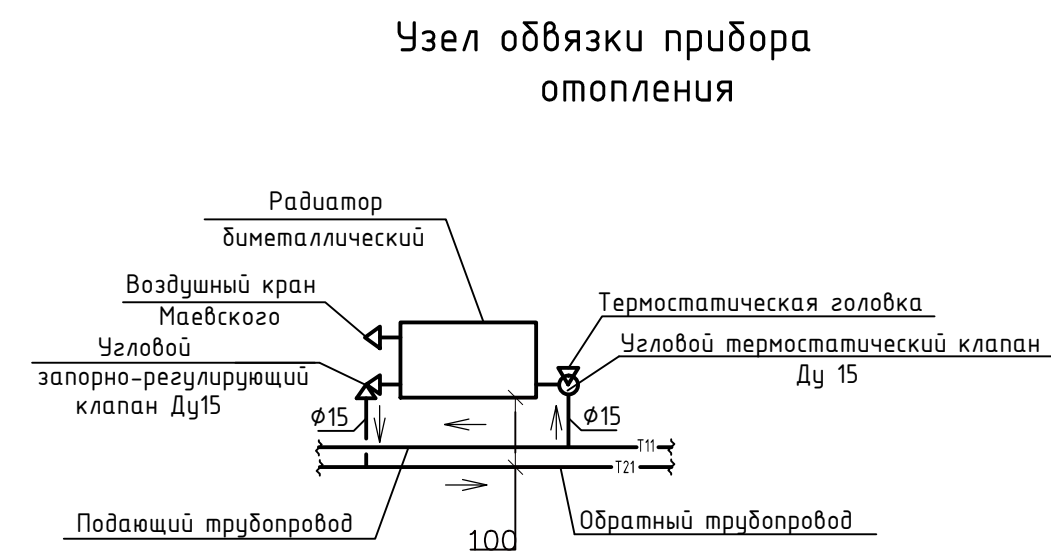 Узел обвязки прибора
отопления
Радиатор
биметаллический
Воздушный кран
Маевского
Термостатическая головка
Угловой
запорно-регулирующий
клапан Ду15
Угловой термостатический клапан
Ду 15
Ф15
Ф15
Т11
Т21
Подающий трубопровод
Обратный трубопровод
100